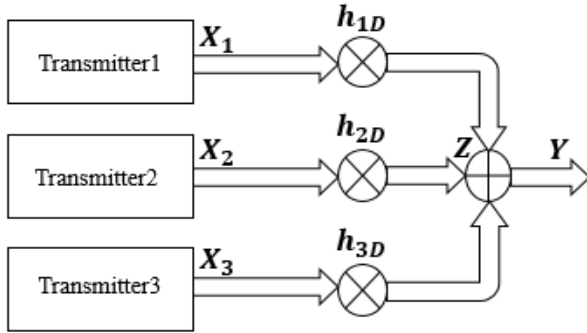 Transmitter1 X₁ h₁D
Transmitter2 X₂ h₂D Z Y
Transmitter3 X₃ h₃D